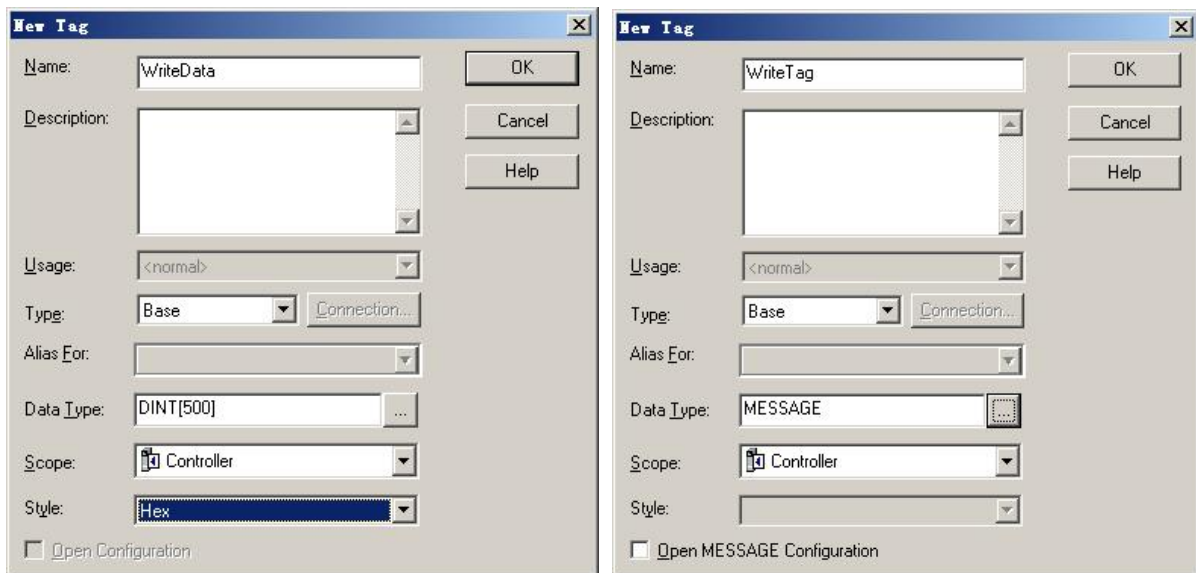 New Tag
Name: WriteData OK
Description: Cancel
Help
Usage: <normal>
Type: Base Connection...
Alias For:
Data Type: DINT[500] ...
Scope: Controller
Style: Hex
Open Configuration
New Tag
Name: WriteTag OK
Description: Cancel
Help
Usage: <normal>
Type: Base Connection...
Alias For:
Data Type: MESSAGE ...
Scope: Controller
Style:
Open MESSAGE Configuration